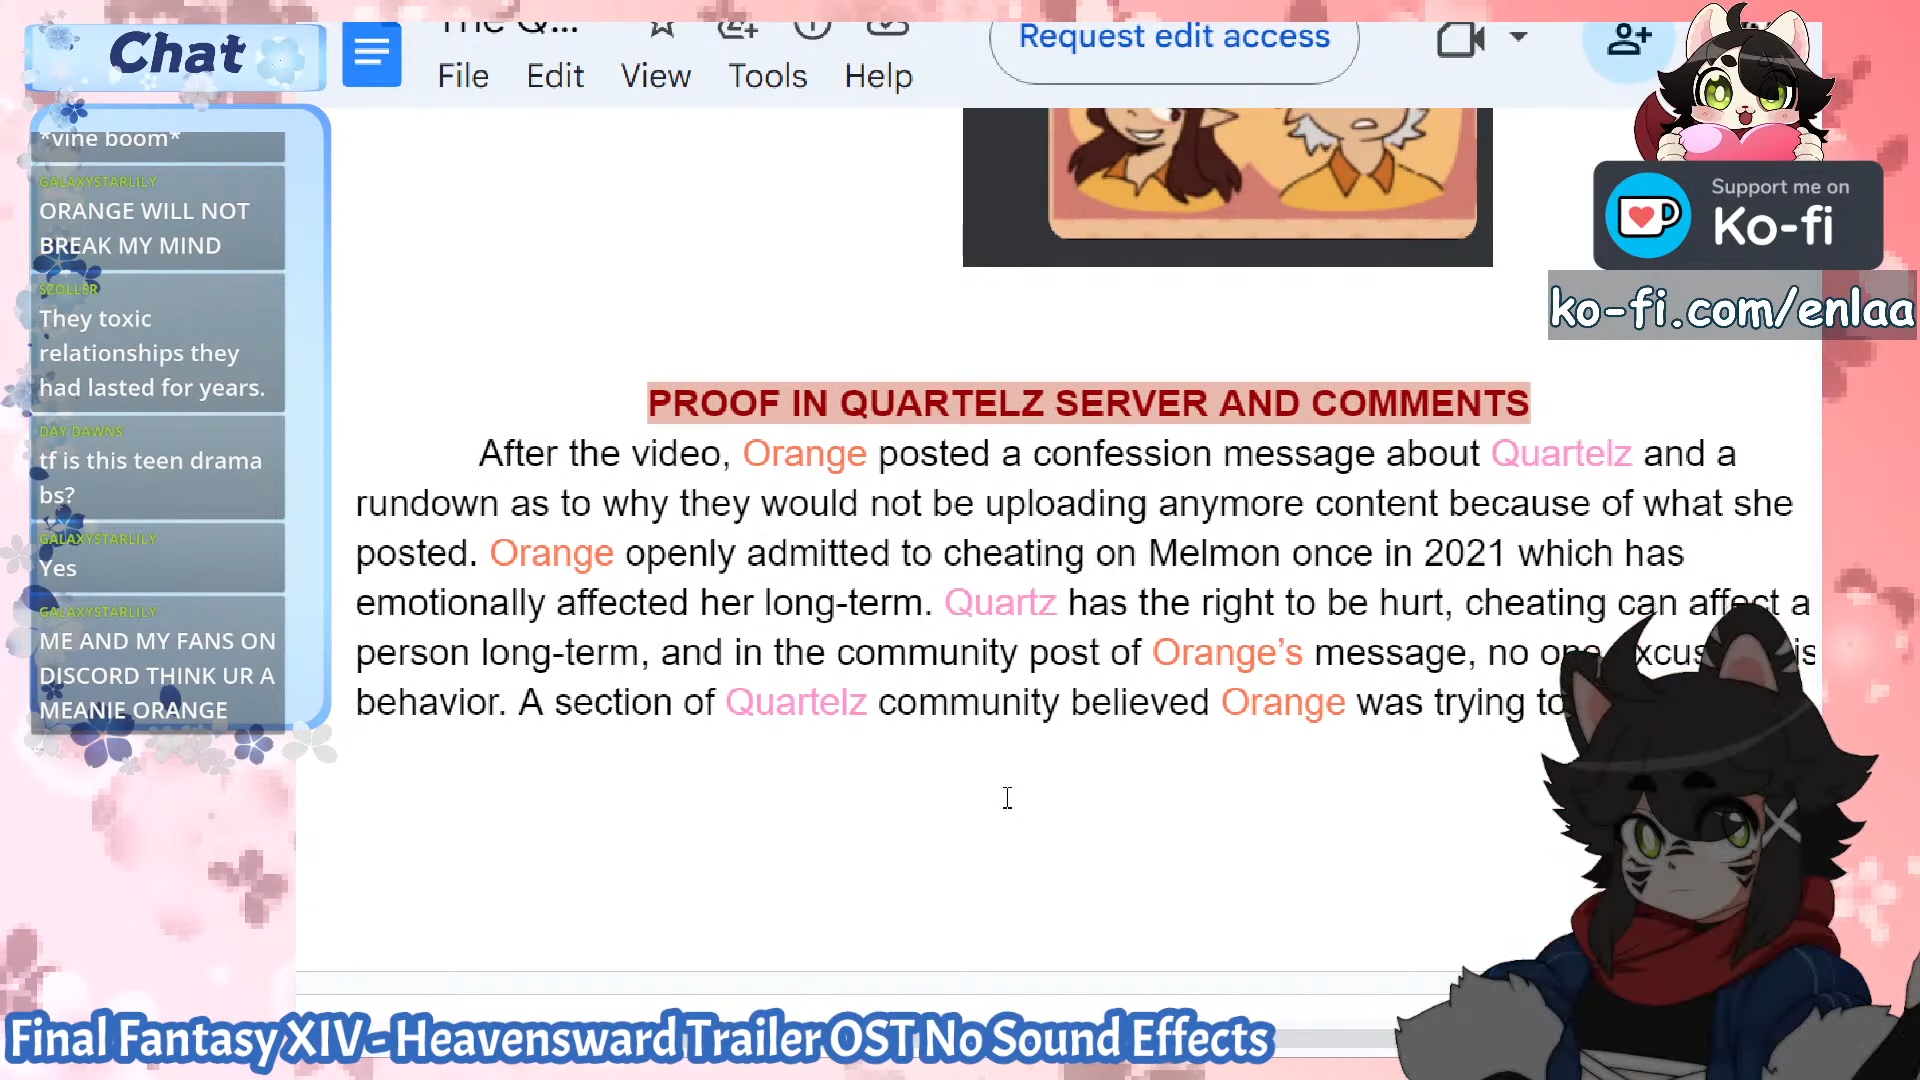 Chat
*vine boom*
GALAXYSTARLILY
ORANGE WILL NOT
BREAK MY MIND
SZOLLER
They toxic
relationships they
had lasted for years.
DAY DAWNS
tf is this teen drama
bs?
GALAXYSTARLILY
Yes
GALAXYSTARLILY
ME AND MY FANS ON
DISCORD THINK UR A
MEANIE ORANGE
The Q...
Request edit access
File Edit View Tools Help
Support me on
Ko-fi
ko-fi.com/enlaa
PROOF IN QUARTELZ SERVER AND COMMENTS
After the video, Orange posted a confession message about Quartelz and a
rundown as to why they would not be uploading anymore content because of what she
posted. Orange openly admitted to cheating on Melmon once in 2021 which has
emotionally affected her long-term. Quartz has the right to be hurt, cheating can affect a
person long-term, and in the community post of Orange's message, no one
behavior. A section of Quartelz community believed Orange was trying to
Final Fantasy XIV - Heavensward Trailer OST No Sound Effects